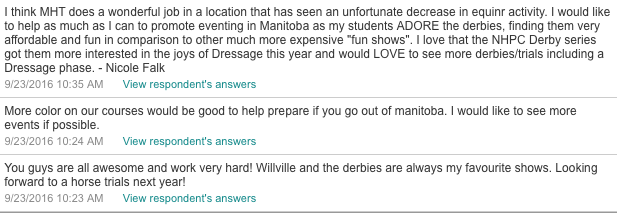 I think MHT does a wonderful job in a location that has seen an unfortunate decrease in equinr activity. I would like
to help as much as I can to promote eventing in Manitoba as my students ADORE the derbies, finding them very
affordable and fun in comparison to other much more expensive "fun shows". I love that the NHPC Derby series
got them more interested in the joys of Dressage this year and would LOVE to see more derbies/trials including a
Dressage phase. - Nicole Falk
9/23/2016 10:35 AM View respondent's answers
More color on our courses would be good to help prepare if you go out of manitoba. I would like to see more
events if possible.
9/23/2016 10:24 AM View respondent's answers
You guys are all awesome and work very hard! Willville and the derbies are always my favourite shows. Looking
forward to a horse trials next year!
9/23/2016 10:23 AM View respondent's answers